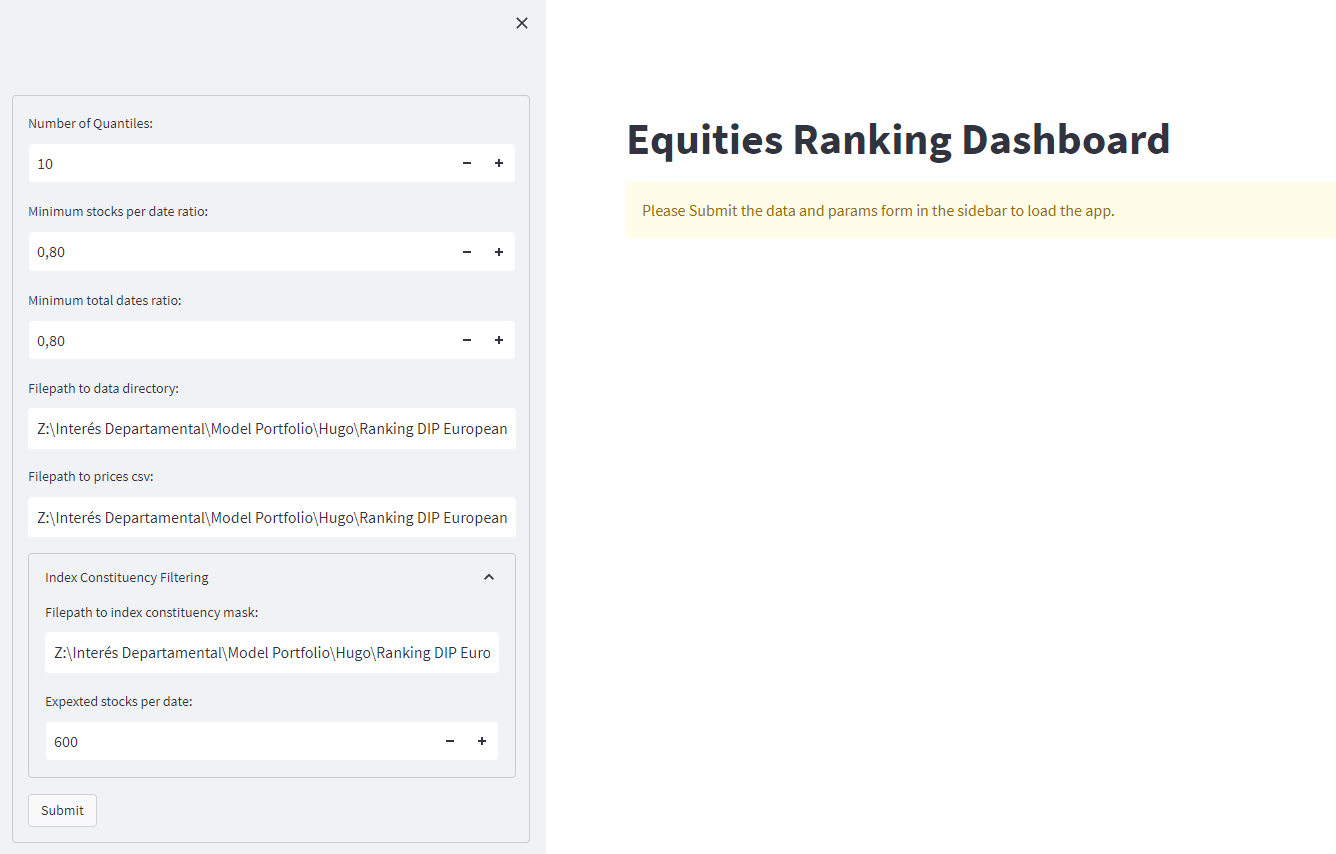 Number of Quantiles:
10
Minimum stocks per date ratio:
0,80
Minimum total dates ratio:
0,80
Filepath to data directory:
Z:\Interés Departamental\Model Portfolio\Hugo\Ranking DIP European
Filepath to prices csv:
Z:\Interés Departamental\Model Portfolio\Hugo\Ranking DIP European
Index Constituency Filtering
Filepath to index constituency mask:
Z:\Interés Departamental\Model Portfolio\Hugo\Ranking DIP Euro
Expexted stocks per date:
600
Submit
Equities Ranking Dashboard
Please Submit the data and params form in the sidebar to load the app.